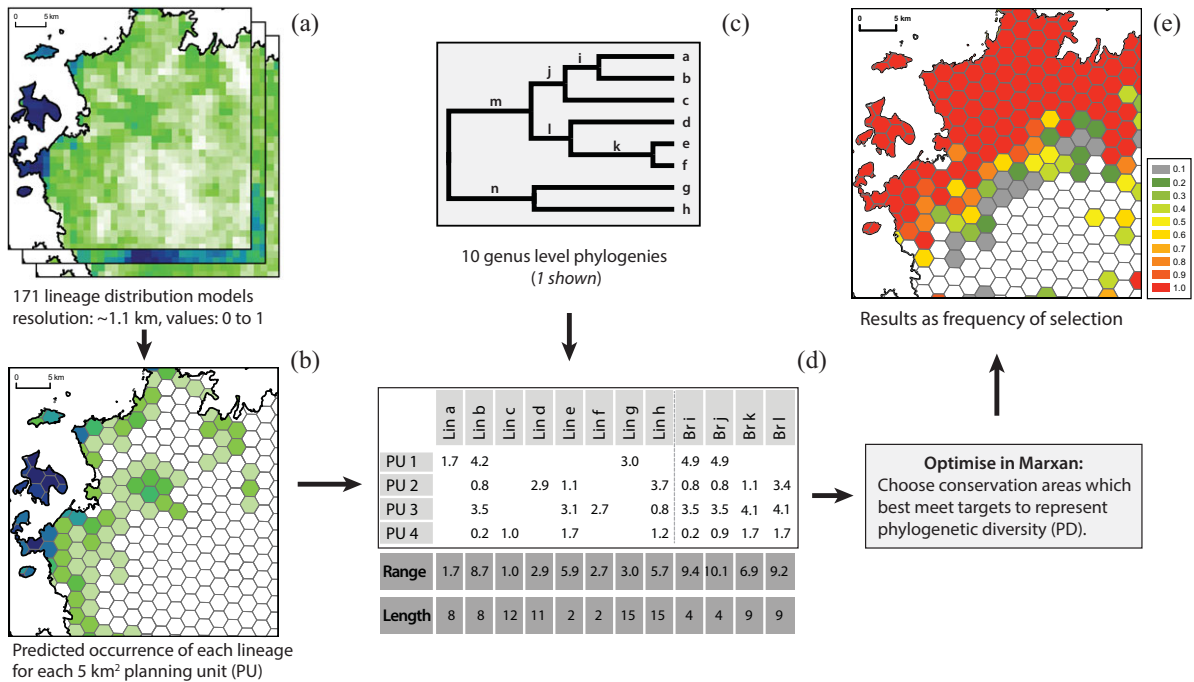 (a)
0 5 km
171 lineage distribution models
resolution: ~1.1 km, values: 0 to 1
(b)
0 5 km
Predicted occurrence of each lineage
for each 5 km² planning unit (PU)
(c)
a
b
c
d
e
f
g
h
i
j
k
l
m
n
10 genus level phylogenies
(1 shown)
(d)
Lin a Lin b Lin c Lin d Lin e Lin f Lin g Lin h Br i Br j Br k Br l
PU 1 1.7 4.2 3.0 4.9 4.9
PU 2 0.8 2.9 1.1 3.7 0.8 0.8 1.1 3.4
PU 3 3.5 3.1 2.7 0.8 3.5 3.5 4.1 4.1
PU 4 0.2 1.0 1.7 1.2 0.2 0.9 1.7 1.7
Range 1.7 8.7 1.0 2.9 5.9 2.7 3.0 5.7 9.4 10.1 6.9 9.2
Length 8 8 12 11 2 2 15 15 4 4 9 9
Optimise in Marxan:
Choose conservation areas which
best meet targets to represent
phylogenetic diversity (PD).
(e)
0 5 km
0.1
0.2
0.3
0.4
0.5
0.6
0.7
0.8
0.9
1.0
Results as frequency of selection